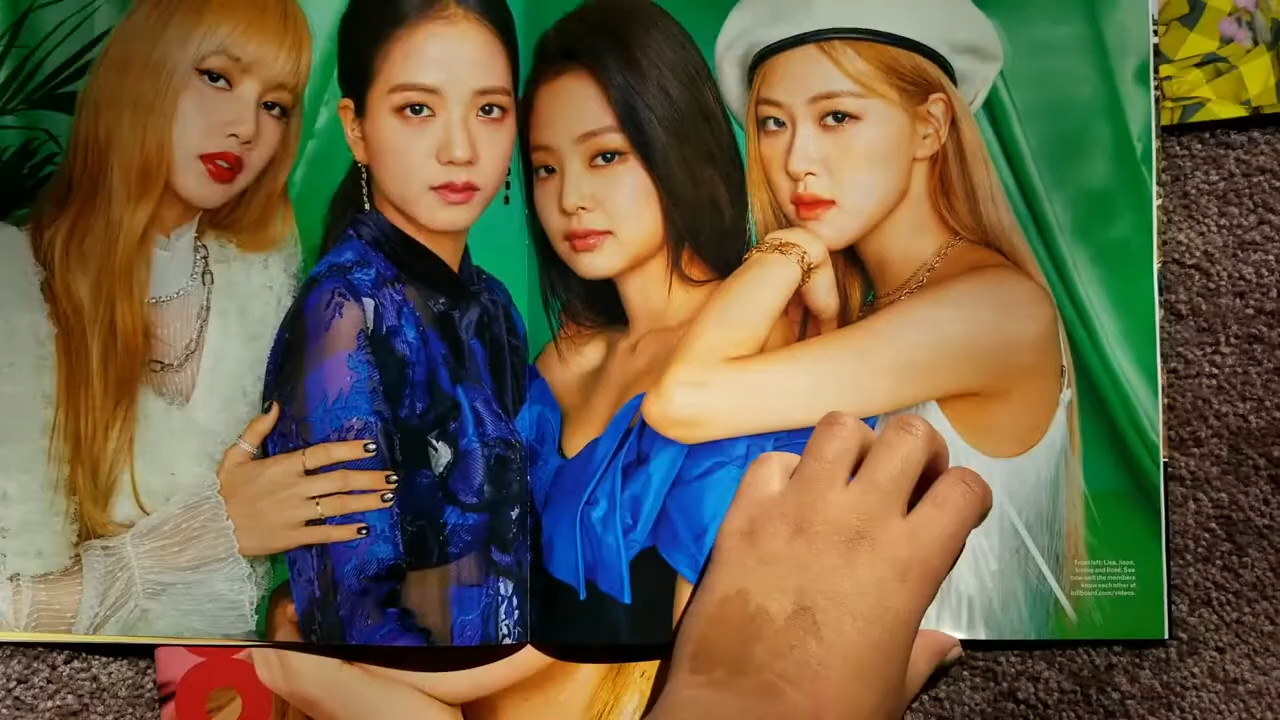 From left: Lisa, Jisoo,
Jennie and Rosé. See
how well the members
know each other at
billboard.com/videos.